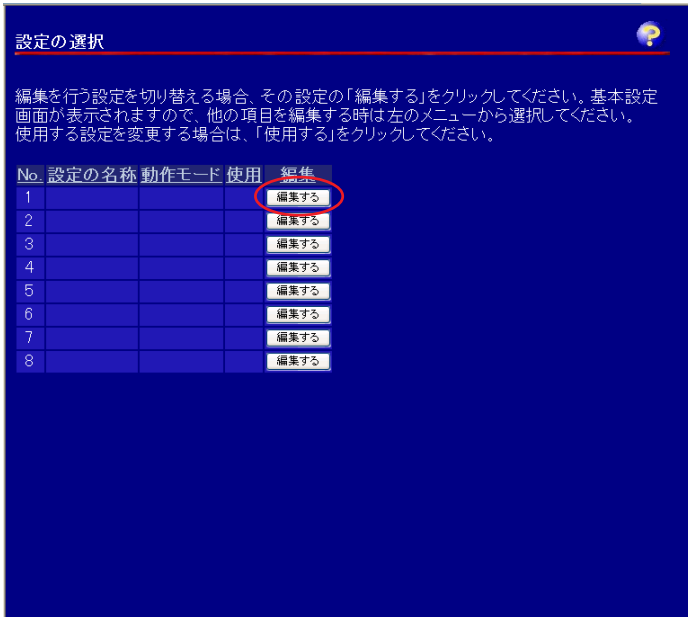 設定の選択
編集を行う設定を切り替える場合、その設定の「編集する」をクリックしてください。基本設定
画面が表示されますので、他の項目を編集する時は左のメニューから選択してください。
使用する設定を変更する場合は、「使用する」をクリックしてください。
No. 設定の名称 動作モード 使用 編集
1 編集する
2 編集する
3 編集する
4 編集する
5 編集する
6 編集する
7 編集する
8 編集する